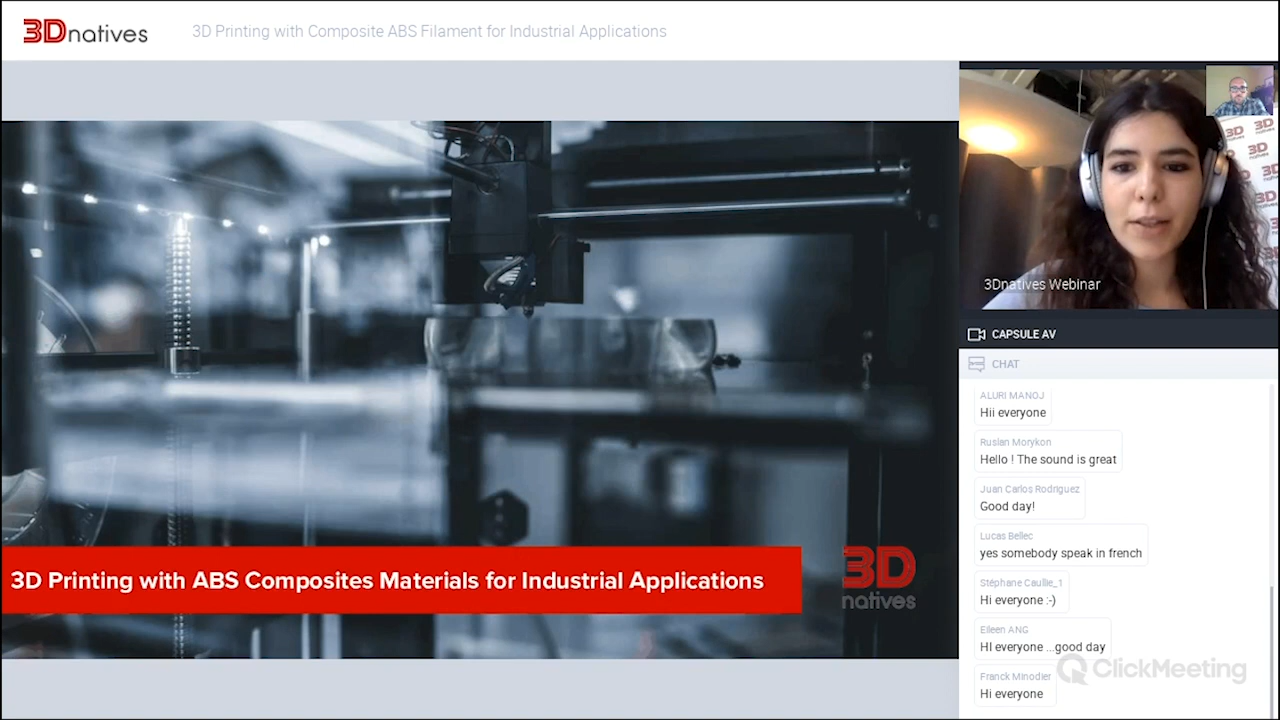 3Dnatives
3D Printing with Composite ABS Filament for Industrial Applications
3D Printing with ABS Composites Materials for Industrial Applications
3D
natives
3Dnatives Webinar
CAPSULE AV
CHAT
ALURI MANOJ
Hii everyone
Ruslan Morykon
Hello ! The sound is great
Juan Carlos Rodriguez
Good day!
Lucas Bellec
yes somebody speak in french
Stéphane Caullie_1
Hi everyone :-)
Eileen ANG
HI everyone ...good day
Franck Minodier
Hi everyone
ClickMeeting